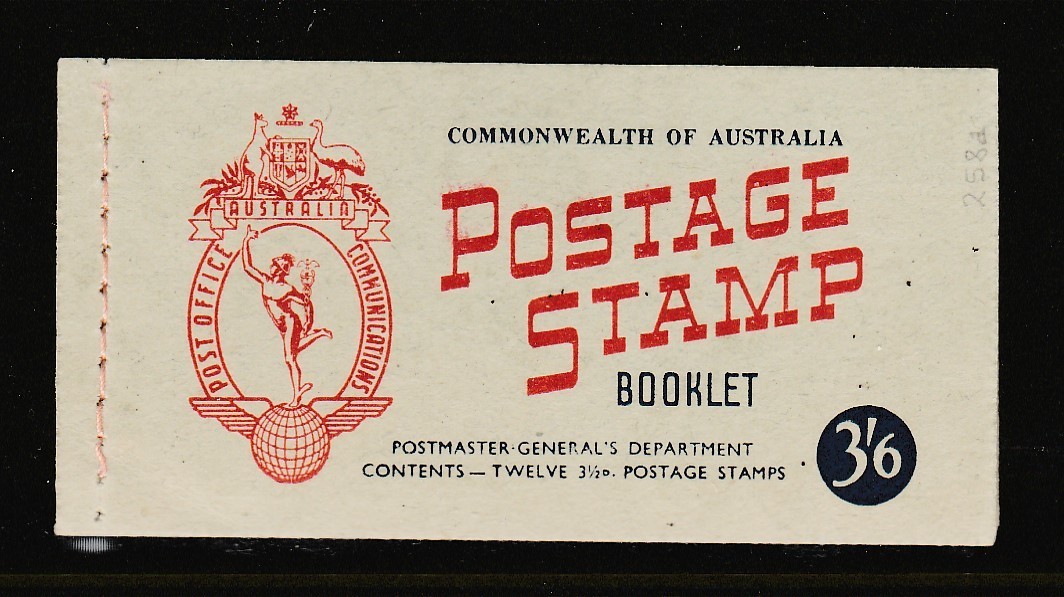 COMMONWEALTH OF AUSTRALIA
POSTAGE
STAMP
BOOKLET
AUSTRALIA
POST OFFICE
COMMUNICATIONS
POSTMASTER-GENERAL'S DEPARTMENT
CONTENTS — TWELVE 3½D. POSTAGE STAMPS
3'6
258d